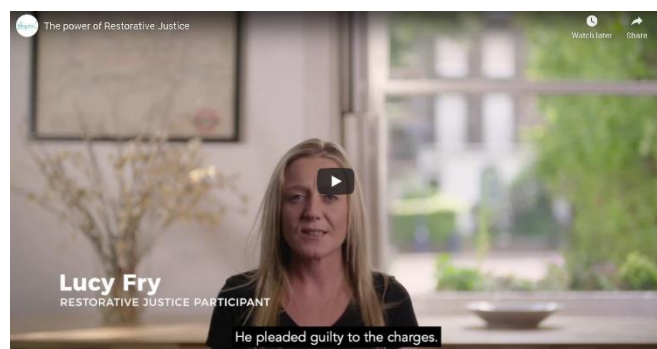 The power of Restorative Justice
Watch later
Share
Lucy Fry
RESTORATIVE JUSTICE PARTICIPANT
He pleaded guilty to the charges.